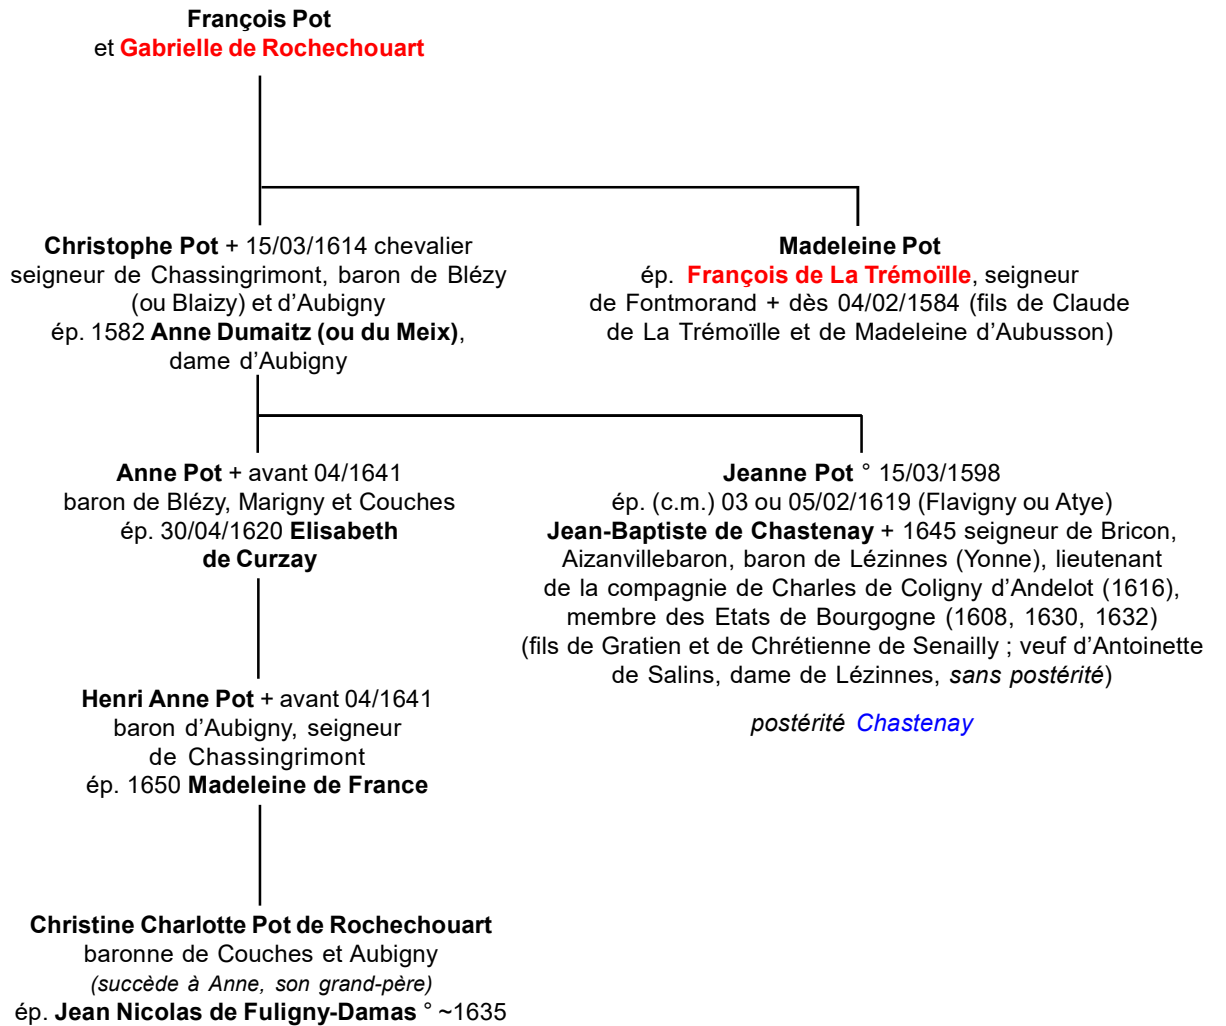 François Pot
et Gabrielle de Rochechouart
Christophe Pot + 15/03/1614 chevalier
seigneur de Chassingrimont, baron de Blézy
(ou Blaizy) et d'Aubigny
ép. 1582 Anne Dumaitz (ou du Meix),
dame d'Aubigny
Madeleine Pot
ép. François de La Trémoïlle, seigneur
de Fontmorand + dès 04/02/1584 (fils de Claude
de La Trémoïlle et de Madeleine d'Aubusson)
Anne Pot + avant 04/1641
baron de Blézy, Marigny et Couches
ép. 30/04/1620 Elisabeth
de Curzay
Jeanne Pot ° 15/03/1598
ép. (c.m.) 03 ou 05/02/1619 (Flavigny ou Atye)
Jean-Baptiste de Chastenay + 1645 seigneur de Bricon,
Aizanvillebaron, baron de Lézinnes (Yonne), lieutenant
de la compagnie de Charles de Coligny d'Andelot (1616),
membre des Etats de Bourgogne (1608, 1630, 1632)
(fils de Gratien et de Chrétienne de Senailly ; veuf d'Antoinette
de Salins, dame de Lézinnes, sans postérité)
postérité Chastenay
Henri Anne Pot + avant 04/1641
baron d'Aubigny, seigneur
de Chassingrimont
ép. 1650 Madeleine de France
Christine Charlotte Pot de Rochechouart
baronne de Couches et Aubigny
(succède à Anne, son grand-père)
ép. Jean Nicolas de Fuligny-Damas ° ~1635